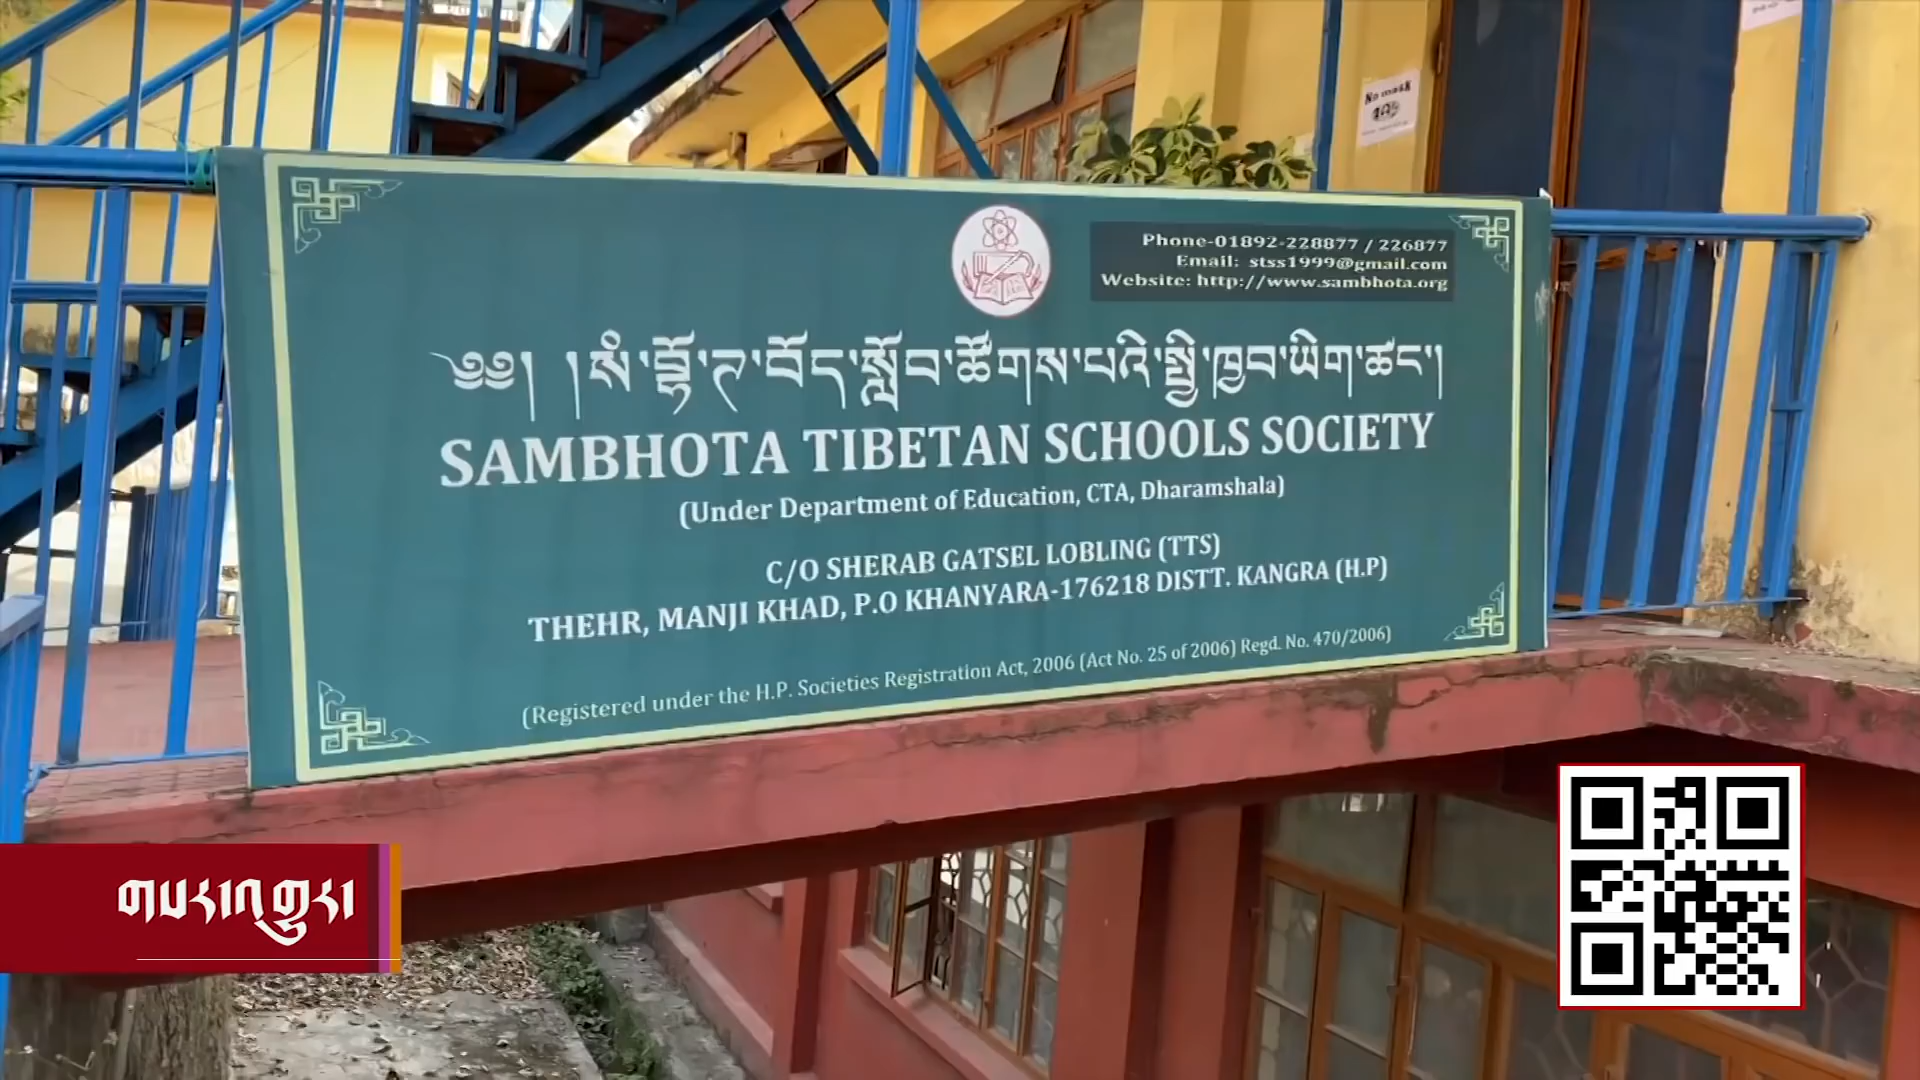 No mask
Phone-01892-228877 / 226877
Email: stss1999@gmail.com
Website: http://www.sambhota.org
༄༅། །སཾ་བྷོ་ཊ་བོད་སློབ་ཚོགས་པའི་སྤྱི་ཁྱབ་ཡིག་ཚང་།
SAMBHOTA TIBETAN SCHOOLS SOCIETY
(Under Department of Education, CTA, Dharamshala)
C/O SHERAB GATSEL LOBLING (TTS)
THEHR, MANJI KHAD, P.O KHANYARA-176218 DISTT. KANGRA (H.P)
(Registered under the H.P. Societies Registration Act, 2006 (Act No. 25 of 2006) Regd. No. 470/2006)
གསར་འགྱུར།